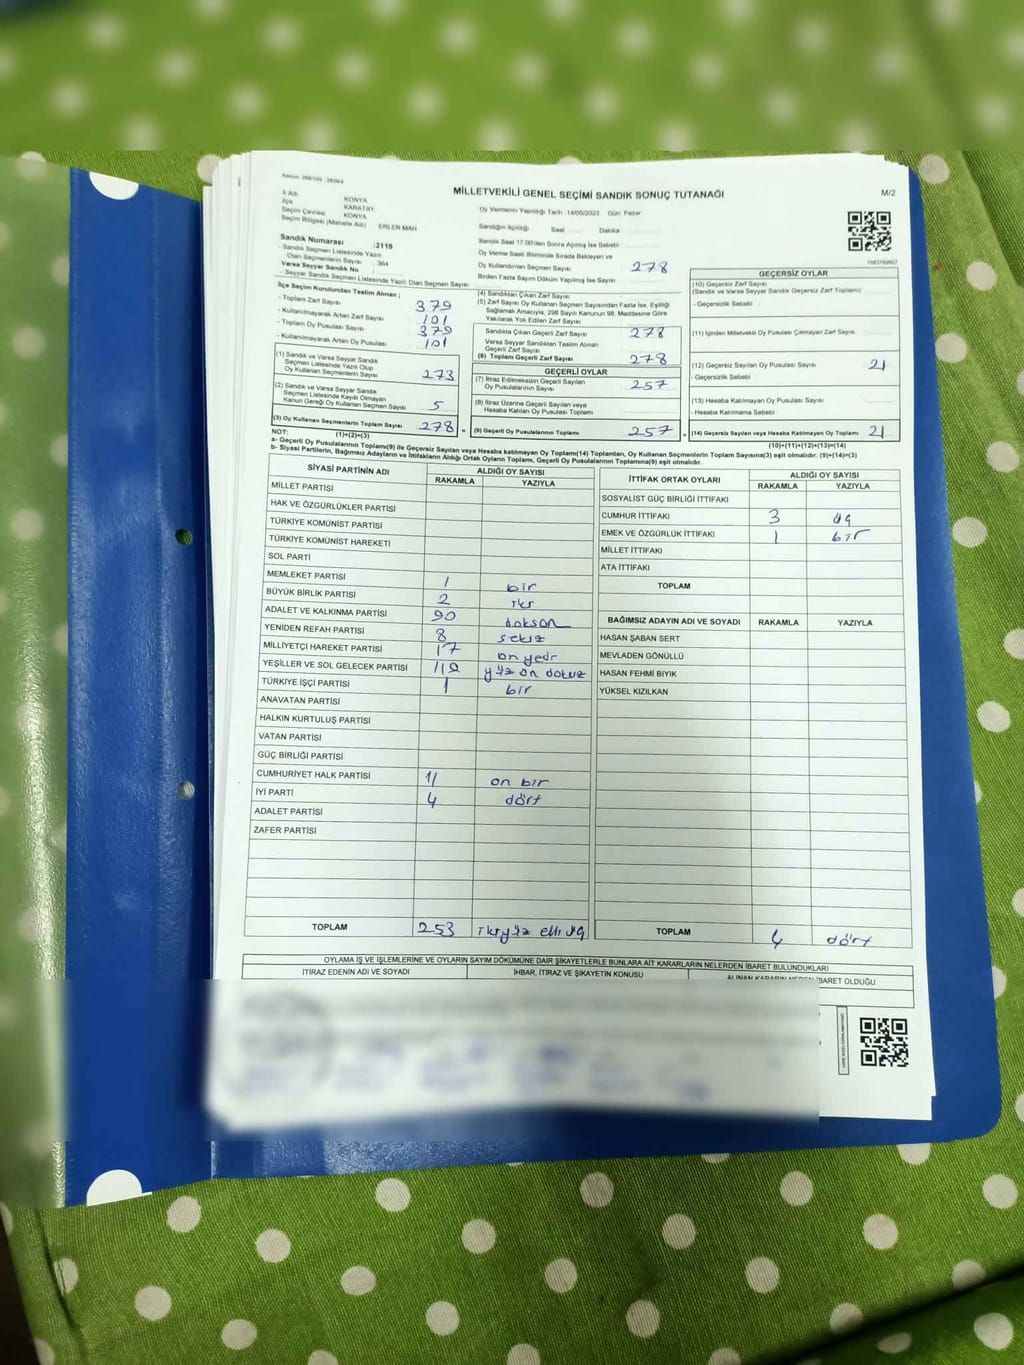 MİLLETVEKİLİ GENEL SEÇİMİ SANDIK SONUÇ TUTANAĞI
M/2
İl Adı KONYA
İlçe KARATAY
Seçim Çevresi KONYA
Seçim Bölgesi (Mahalle Adı) ERLER MAH
Sandık Numarası :2119
- Sandık Seçmen Listesinde Yazılı
Olan Seçmenlerin Sayısı : 364
Varsa Seyyar Sandık No :
- Seyyar Sandık Seçmen Listesinde Yazılı Olan Seçmen Sayısı
İlçe Seçim Kurulundan Teslim Alınan ;
- Toplam Zarf Sayısı 379
- Kullanılmayarak Artan Zarf Sayısı 101
- Toplam Oy Pusulası Sayısı 379
- Kullanılmayarak Artan Oy Pusulası 101
(1) Sandık ve Varsa Seyyar Sandık
Seçmen Listesinde Yazılı Olup
Oy Kullanan Seçmenlerin Sayısı 273
(2) Sandık ve Varsa Seyyar Sandık
Seçmen Listesinde Kayıtlı Olmayan
Kanun Gereği Oy Kullanan Seçmen Sayısı 5
(3) Oy Kullanan Seçmenlerin Toplam Sayısı 278
(1)+(2)=(3)
Oy Vermenin Yapıldığı Tarih : 14/05/2023 Gün: Pazar
Sandığın Açıldığı Saat Dakika
Sandık Saat 17.00'den Sonra Açılmış İse Sebebi
Oy Verme Saati Bitiminde Sırada Bekleyen ve
Oy Kullandırılan Seçmen Sayısı 278
Birden Fazla Sayım Döküm Yapılmış İse Sayısı
(4) Sandıktan Çıkan Zarf Sayısı
(5) Zarf Sayısı Oy Kullanan Seçmen Sayısından Fazla İse, Eşitliği
Sağlamak Amacıyla, 298 Sayılı Kanunun 98. Maddesine Göre
Yakılarak Yok Edilen Zarf Sayısı
Sandıkta Çıkan Geçerli Zarf Sayısı 278
Varsa Seyyar Sandıktan Teslim Alınan
Geçerli Zarf Sayısı
(6) Toplam Geçerli Zarf Sayısı 278
GEÇERLİ OYLAR
(7) İtiraz Edilmeksizin Geçerli Sayılan
Oy Pusulalarının Sayısı 257
(8) İtiraz Üzerine Geçerli Sayılan veya
Hesaba Katılan Oy Pusulası Toplamı
(9) Geçerli Oy Pusulalarının Toplamı 257
GEÇERSİZ OYLAR
(10) Geçersiz Zarf Sayısı
(Sandık ve Varsa Seyyar Sandık Geçersiz Zarf Toplamı)
- Geçersizlik Sebebi
(11) İçinden Milletvekili Oy Pusulası Çıkmayan Zarf Sayısı
(12) Geçersiz Sayılan Oy Pusulası Sayısı 21
- Geçersizlik Sebebi
(13) Hesaba Katılmayan Oy Pusulası Sayısı
- Hesaba Katılmama Sebebi
(14) Geçersiz Sayılan veya Hesaba Katılmayan Oy Toplamı 21
(10)+(11)+(12)+(13)=(14)
NOT:
a- Geçerli Oy Pusulalarının Toplamı(9) ile Geçersiz Sayılan veya Hesaba katılmayan Oy Toplamı(14) Toplamları, Oy Kullanan Seçmenlerin Toplam Sayısına(3) eşit olmalıdır. (9)+(14)=(3)
b- Siyasi Partilerin, Bağımsız Adayların ve İttifakların Aldığı Ortak Oyların Toplamı, Geçerli Oy Pusulalarının Toplamına(9) eşit olmalıdır.
SİYASİ PARTİNİN ADI ALDIĞI OY SAYISI
RAKAMLA YAZIYLA
MİLLET PARTİSİ
HAK VE ÖZGÜRLÜKLER PARTİSİ
TÜRKİYE KOMÜNİST PARTİSİ
TÜRKİYE KOMÜNİST HAREKETİ
SOL PARTİ
MEMLEKET PARTİSİ 1 bir
BÜYÜK BİRLİK PARTİSİ 2 iki
ADALET VE KALKINMA PARTİSİ 90 doksan
YENİDEN REFAH PARTİSİ 8 sekiz
MİLLİYETÇİ HAREKET PARTİSİ 17 on yedi
YEŞİLLER VE SOL GELECEK PARTİSİ 119 yüz on dokuz
TÜRKİYE İŞÇİ PARTİSİ 1 bir
ANAVATAN PARTİSİ
HALKIN KURTULUŞ PARTİSİ
VATAN PARTİSİ
GÜÇ BİRLİĞİ PARTİSİ
CUMHURİYET HALK PARTİSİ 11 on bir
İYİ PARTİ 4 dört
ADALET PARTİSİ
ZAFER PARTİSİ
TOPLAM 253 ikiyüz elli üç
İTTİFAK ORTAK OYLARI ALDIĞI OY SAYISI
RAKAMLA YAZIYLA
SOSYALİST GÜÇ BİRLİĞİ İTTİFAKI
CUMHUR İTTİFAKI 3 üç
EMEK VE ÖZGÜRLÜK İTTİFAKI 1 bir
MİLLET İTTİFAKI
ATA İTTİFAKI
TOPLAM
BAĞIMSIZ ADAYIN ADI VE SOYADI RAKAMLA YAZIYLA
HASAN ŞABAN SERT
MEVLADEN GÖNÜLLÜ
HASAN FEHMİ BIYIK
YÜKSEL KIZILKAN
TOPLAM 4 dört
OYLAMA İŞ VE İŞLEMLERİNE VE OYLARIN SAYIM DÖKÜMÜNE DAİR ŞİKAYETLERLE BUNLARA AİT KARARLARIN NELERDEN İBARET BULUNDUKLARI
İTİRAZ EDENİN ADI VE SOYADI İHBAR, İTİRAZ VE ŞİKAYETİN KONUSU ALINAN KARARIN NEDEN İBARET OLDUĞU